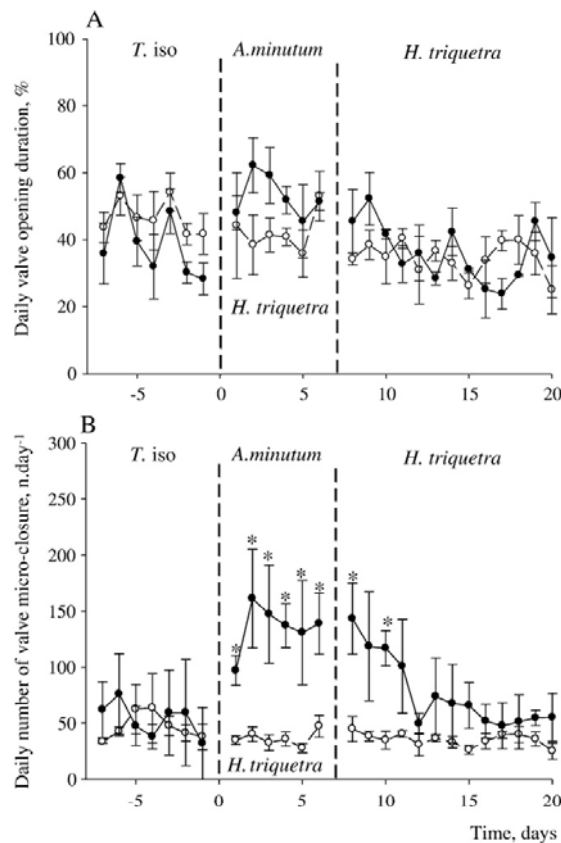 A
T. iso
A.minutum
H. triquetra
Daily valve opening duration, %
100
80
60
40
20
0
H. triquetra
-5
0
5
10
15
20
B
T. iso
A.minutum
H. triquetra
Daily number of valve micro-closure, n.day⁻¹
300
250
200
150
100
50
0
* * * * * * * *
H. triquetra
-5
0
5
10
15
20
Time, days